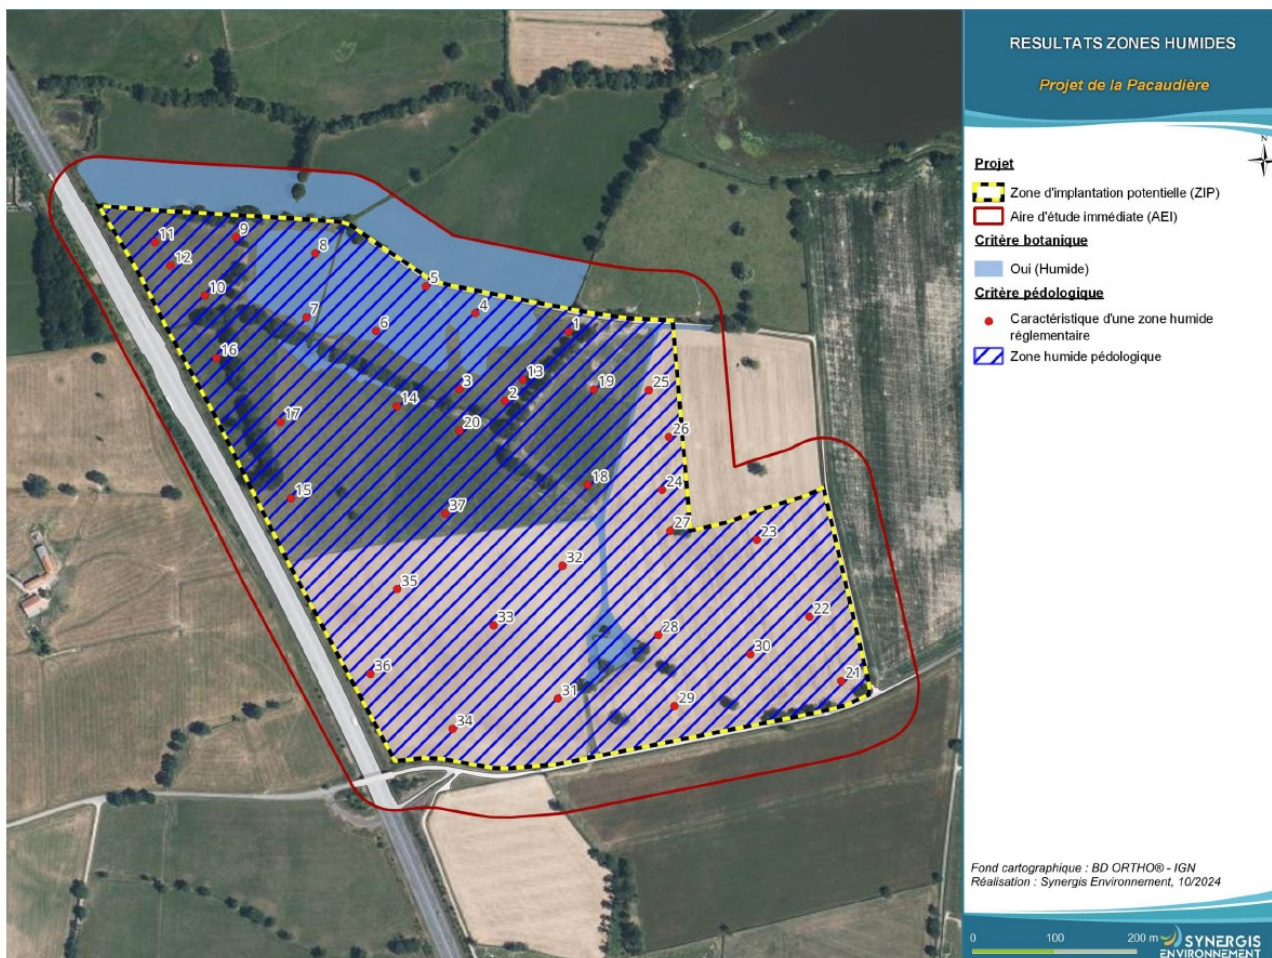 RESULTATS ZONES HUMIDES
Projet de la Pacaudière
N
Projet
Zone d'implantation potentielle (ZIP)
Aire d'étude immédiate (AEI)
Critère botanique
Oui (Humide)
Critère pédologique
Caractéristique d'une zone humide
réglementaire
Zone humide pédologique
11
9
12
8
10
5
4
7
6
1
16
13
3
2
19
25
14
17
20
26
18
24
15
37
27
23
32
35
33
28
22
30
36
21
31
29
34
Fond cartographique : BD ORTHO® - IGN
Réalisation : Synergis Environnement, 10/2024
0 100 200 m
SYNERGIS
ENVIRONNEMENT